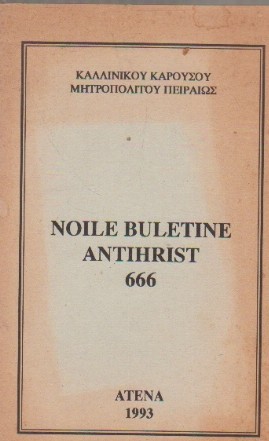 ΚΑΛΛΙΝΙΚΟΥ ΚΑΡΟΥΣΟΥ
ΜΗΤΡΟΠΟΛΙΤΟΥ ΠΕΙΡΑΙΩΣ
NOILE BULETINE
ANTIHRIST
666
ATENA
1993